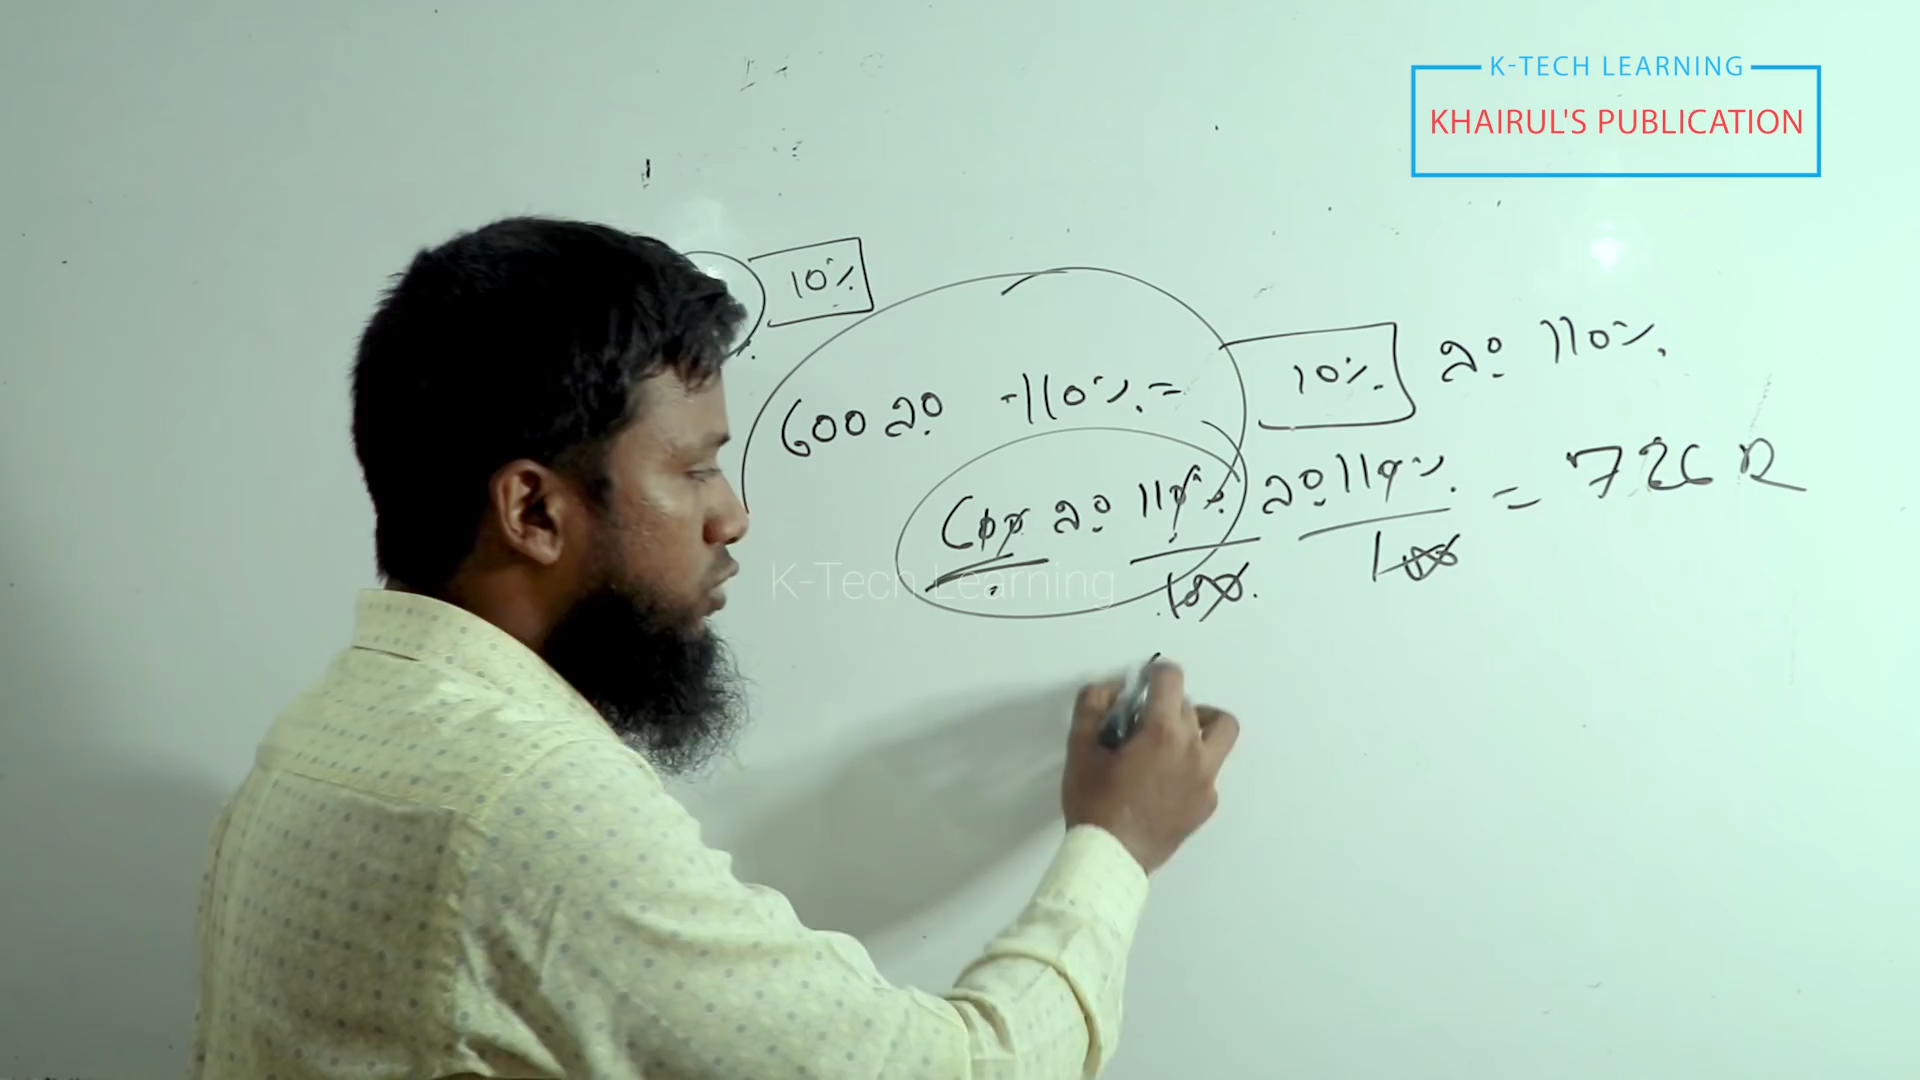 K-TECH LEARNING
KHAIRUL'S PUBLICATION
10%
600 এর 110% =
10% এর 110%
600 এর 110% এর 110% = 726
100 100
K-Tech Learning